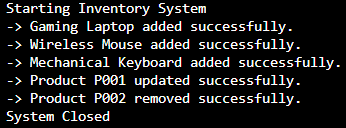 Starting Inventory System
-> Gaming Laptop added successfully.
-> Wireless Mouse added successfully.
-> Mechanical Keyboard added successfully.
-> Product P001 updated successfully.
-> Product P002 removed successfully.
System Closed